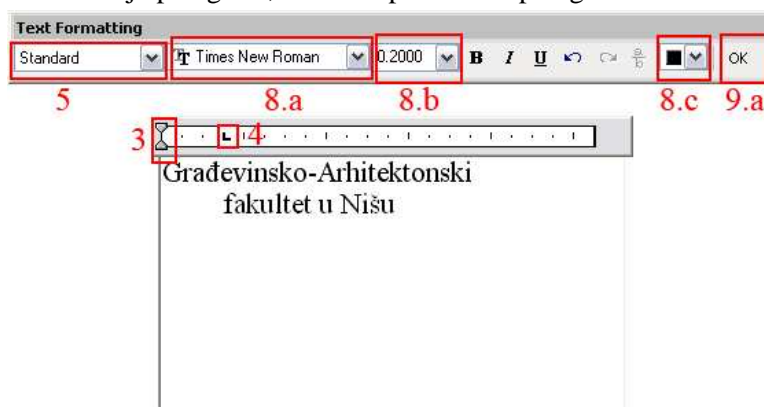 Text Formatting
Standard Times New Roman 0.2000 B I U a b OK
5 8.a 8.b 8.c 9.a
3 4
Građevinsko-Arhitektonski
fakultet u Nišu